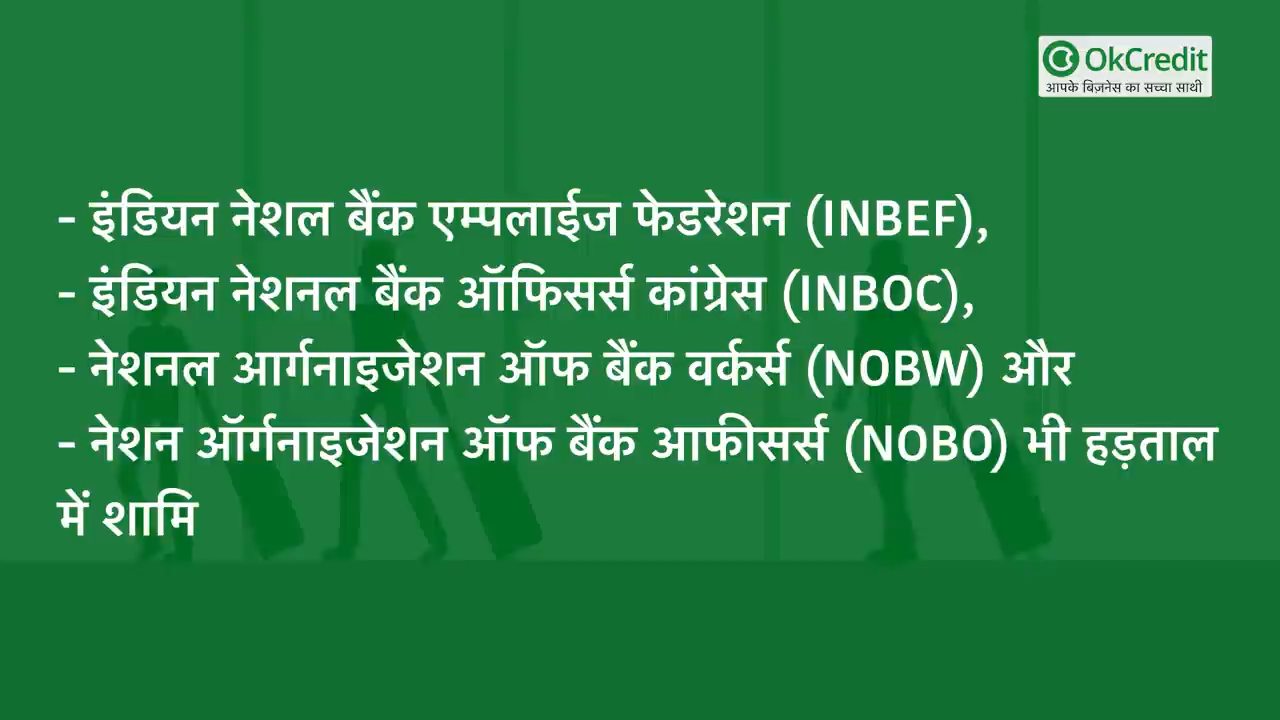 OkCredit
आपके बिज़नेस का सच्चा साथी
- इंडियन नेशल बैंक एम्पलाईज फेडरेशन (INBEF),
- इंडियन नेशनल बैंक ऑफिसर्स कांग्रेस (INBOC),
- नेशनल आर्गनाइजेशन ऑफ बैंक वर्कर्स (NOBW) और
- नेशन ऑर्गनाइजेशन ऑफ बैंक आफीसर्स (NOBO) भी हड़ताल
में शामि